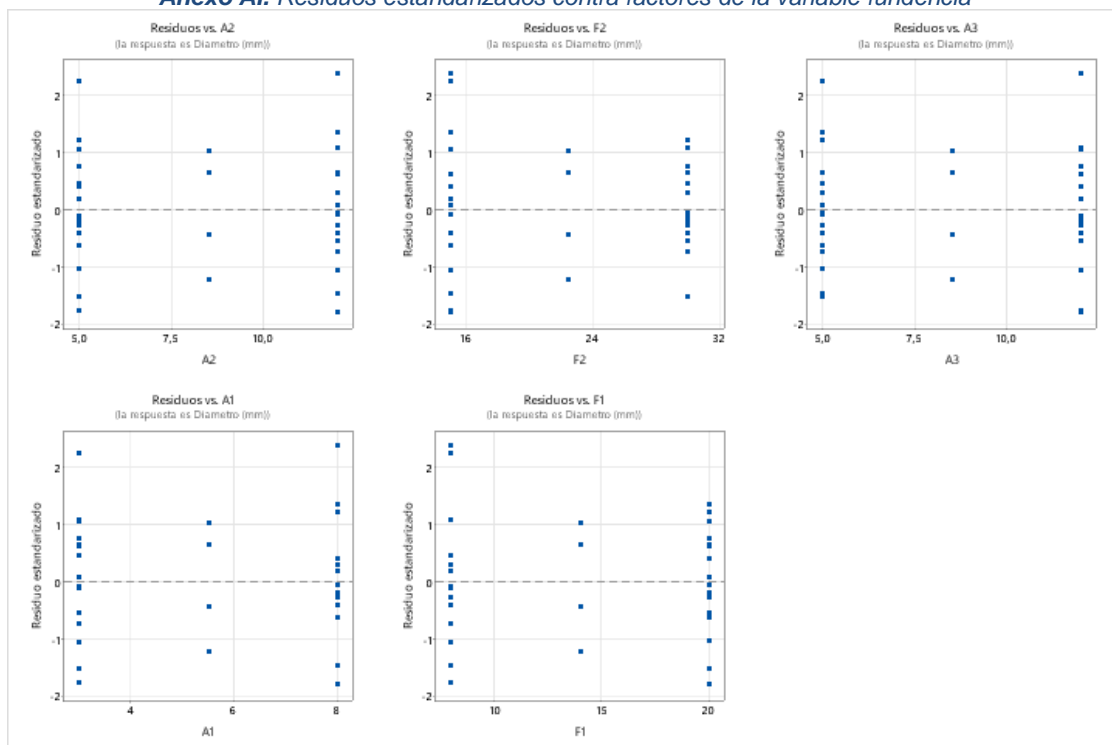 Anexo AI. Residuos estandarizados contra factores de la variable fundencia
Residuos vs. A2
(la respuesta es Diametro (mm))
Residuo estandarizado
2
1
0
-1
-2
5,0 7,5 10,0
A2
Residuos vs. F2
(la respuesta es Diametro (mm))
Residuo estandarizado
2
1
0
-1
-2
16 24 32
F2
Residuos vs. A3
(la respuesta es Diametro (mm))
Residuo estandarizado
2
1
0
-1
-2
5,0 7,5 10,0
A3
Residuos vs. A1
(la respuesta es Diametro (mm))
Residuo estandarizado
2
1
0
-1
-2
4 6 8
A1
Residuos vs. F1
(la respuesta es Diametro (mm))
Residuo estandarizado
2
1
0
-1
-2
10 15 20
F1